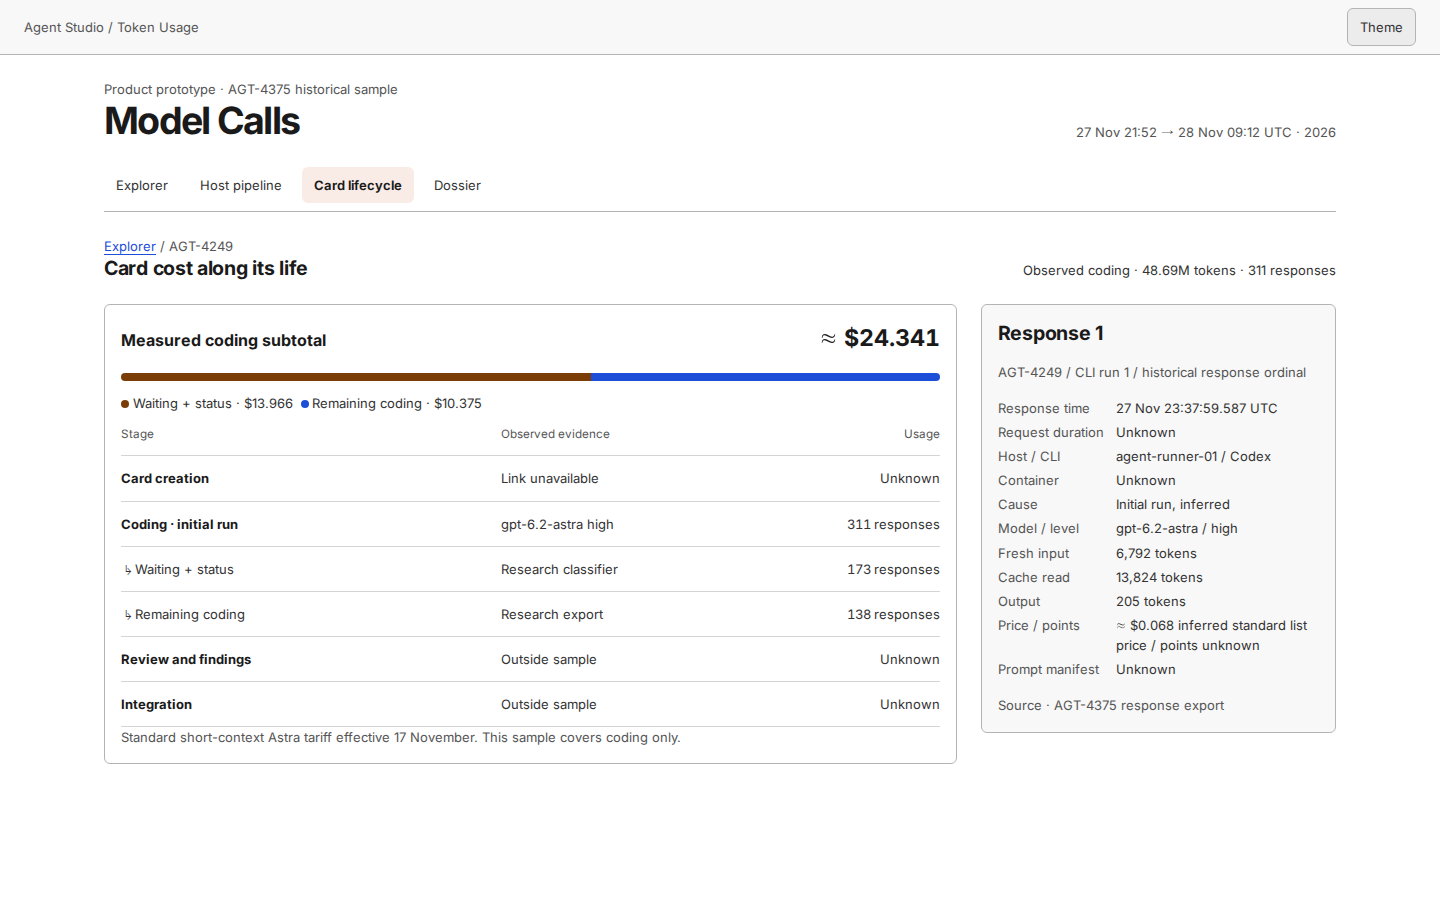 Agent Studio / Token Usage
Theme
Product prototype · AGT-4375 historical sample
Model Calls
27 Nov 21:52 → 28 Nov 09:12 UTC · 2026
Explorer
Host pipeline
Card lifecycle
Dossier
Explorer / AGT-4249
Card cost along its life
Observed coding · 48.69M tokens · 311 responses
Measured coding subtotal
≈ $24.341
Waiting + status · $13.966
Remaining coding · $10.375
Stage Observed evidence Usage
Card creation Link unavailable Unknown
Coding · initial run gpt-6.2-astra high 311 responses
↳ Waiting + status Research classifier 173 responses
↳ Remaining coding Research export 138 responses
Review and findings Outside sample Unknown
Integration Outside sample Unknown
Standard short-context Astra tariff effective 17 November. This sample covers coding only.
Response 1
AGT-4249 / CLI run 1 / historical response ordinal
Response time 27 Nov 23:37:59.587 UTC
Request duration Unknown
Host / CLI agent-runner-01 / Codex
Container Unknown
Cause Initial run, inferred
Model / level gpt-6.2-astra / high
Fresh input 6,792 tokens
Cache read 13,824 tokens
Output 205 tokens
Price / points ≈ $0.068 inferred standard list
price / points unknown
Prompt manifest Unknown
Source · AGT-4375 response export